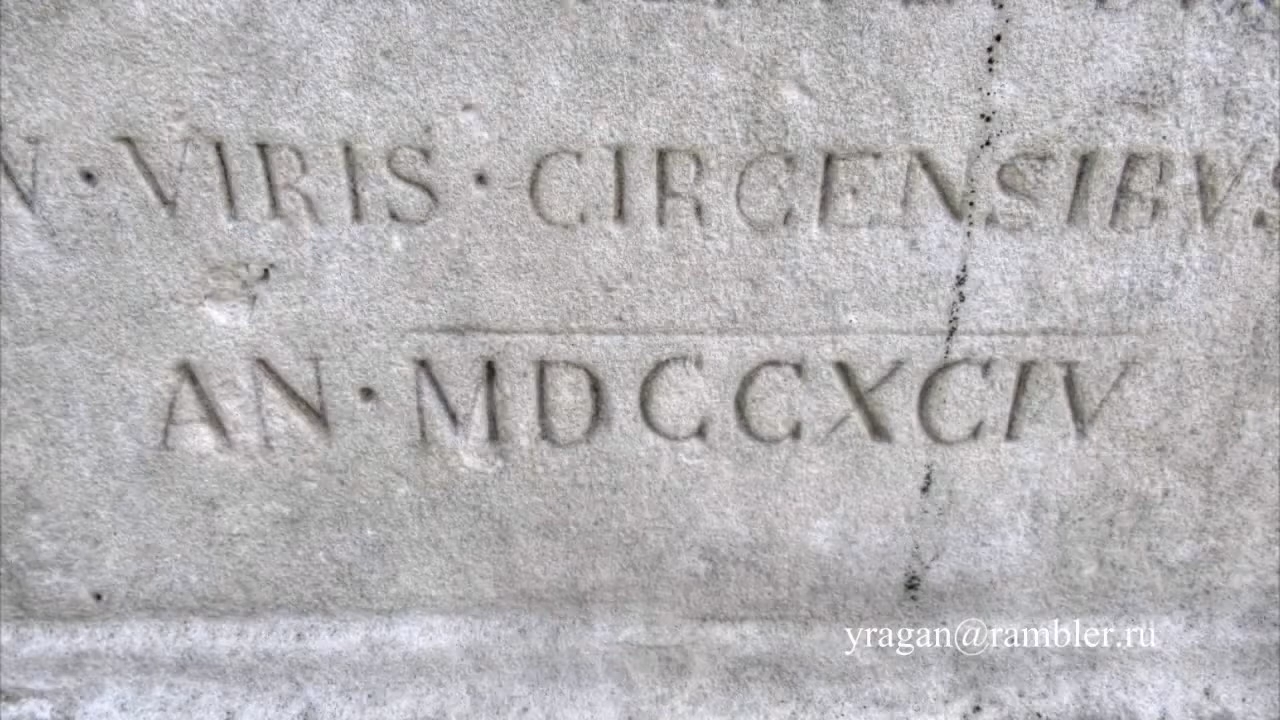 V · VIRIS · CIRCENSIBVS
AN · MDCCXCIV
yragan@rambler.ru